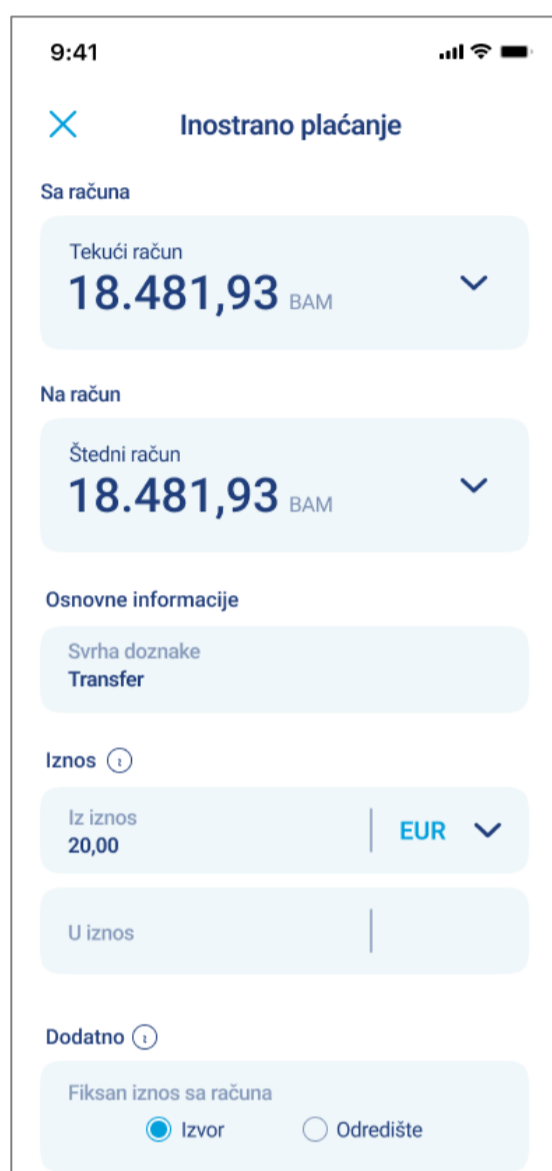 9:41
Inostrano plaćanje
Sa računa
Tekući račun
18.481,93 BAM
Na račun
Štedni račun
18.481,93 BAM
Osnovne informacije
Svrha doznake
Transfer
Iznos
Iz iznos
20,00
EUR
U iznos
Dodatno
Fiksan iznos sa računa
Izvor Odredište